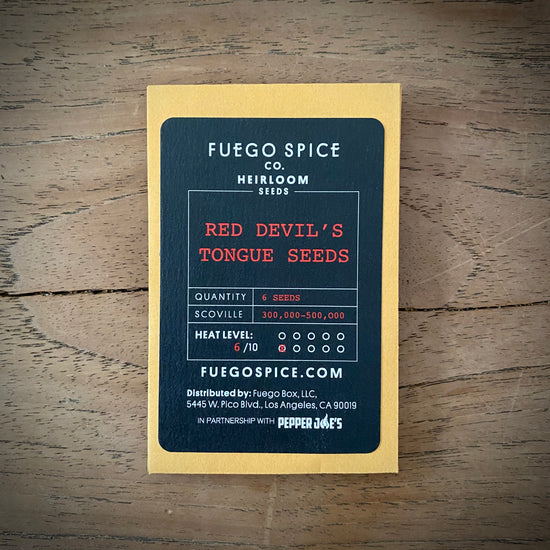 FUEGO SPICE
CO.
HEIRLOOM
SEEDS
RED DEVIL'S
TONGUE SEEDS
QUANTITY 6 SEEDS
SCOVILLE 300,000-500,000
HEAT LEVEL:
6 /10
FUEGOSPICE.COM
Distributed by: Fuego Box, LLC,
5445 W. Pico Blvd., Los Angeles, CA 90019
IN PARTNERSHIP WITH PEPPER JOE'S